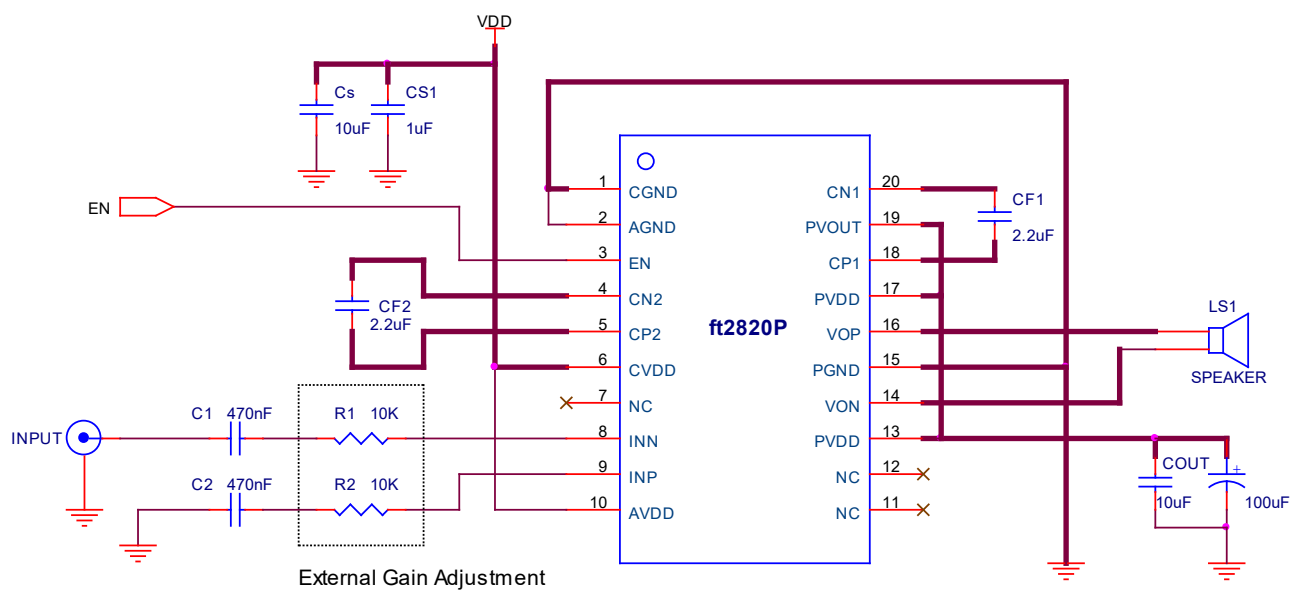 VDD
Cs
10uF
CS1
1uF
EN
CF2
2.2uF
INPUT
C1 470nF
R1 10K
C2 470nF
R2 10K
External Gain Adjustment
ft2820P
1 CGND
2 AGND
3 EN
4 CN2
5 CP2
6 CVDD
7 NC
8 INN
9 INP
10 AVDD
CN1 20
PVOUT 19
CP1 18
PVDD 17
VOP 16
PGND 15
VON 14
PVDD 13
NC 12
NC 11
CF1
2.2uF
LS1
SPEAKER
COUT
10uF
+
100uF